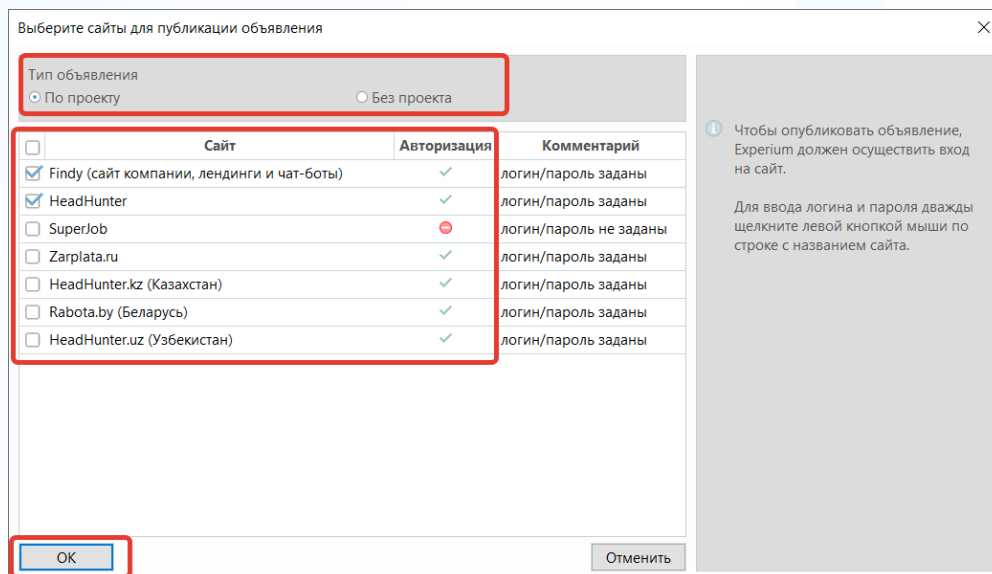 Выберите сайты для публикации объявления
Тип объявления
По проекту Без проекта
Сайт Авторизация Комментарий
Findy (сайт компании, лендинги и чат-боты) логин/пароль заданы
HeadHunter логин/пароль заданы
SuperJob логин/пароль не заданы
Zarplata.ru логин/пароль заданы
HeadHunter.kz (Казахстан) логин/пароль заданы
Rabota.by (Беларусь) логин/пароль заданы
HeadHunter.uz (Узбекистан) логин/пароль заданы
Чтобы опубликовать объявление,
Experium должен осуществить вход
на сайт.
Для ввода логина и пароля дважды
щелкните левой кнопкой мыши по
строке с названием сайта.
OK Отменить